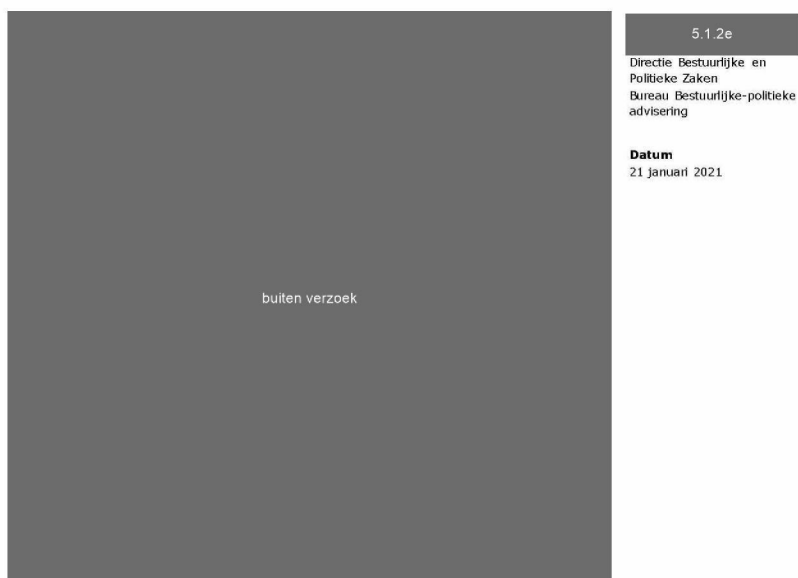 5.1.2e
Directie Bestuurlijke en
Politieke Zaken
Bureau Bestuurlijke-politieke
advisering
Datum
21 januari 2021
buiten verzoek